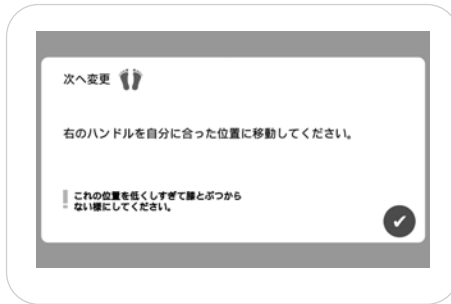 次へ変更
右のハンドルを自分に合った位置に移動してください。
これの位置を低くしすぎて膝とぶつから
ない様にしてください。